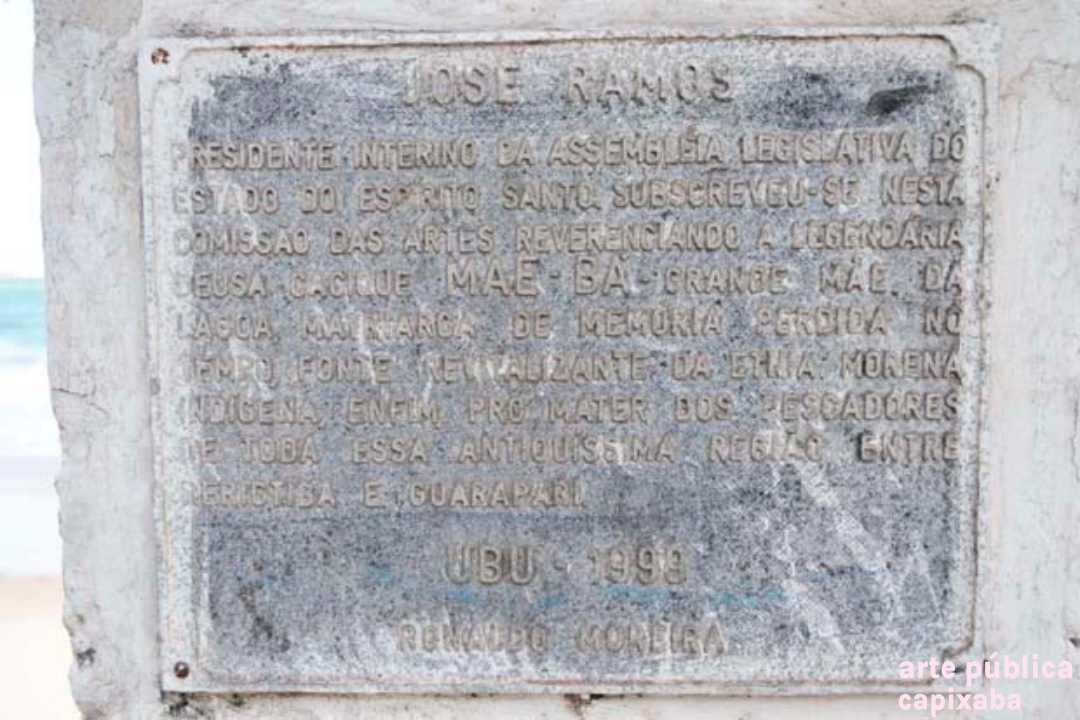 JOSE RAMOS
PRESIDENTE INTERINO DA ASSEMBLÉIA LEGISLATIVA DO
ESTADO DO ESPIRITO SANTO, SUBSCREVEU-SE NESTA
COMISSÃO DAS ARTES REVERENCIANDO A LEGENDÁRIA
DEUSA CACIQUE MÃE-BÁ-GRANDE MÃE DA
LAGOA, MATRIARCA DE MEMÓRIA PERDIDA NO
TEMPO, FONTE REVITALIZANTE DA ETNIA MORENA
INDÍGENA, ENFIM, PRO-MATER DOS PESCADORES
DE TODA ESSA ANTIQUÍSSIMA REGIÃO ENTRE
E GUARAPARI
UBU - 1999
RONALDO MOREIRA
arte pública
capixaba